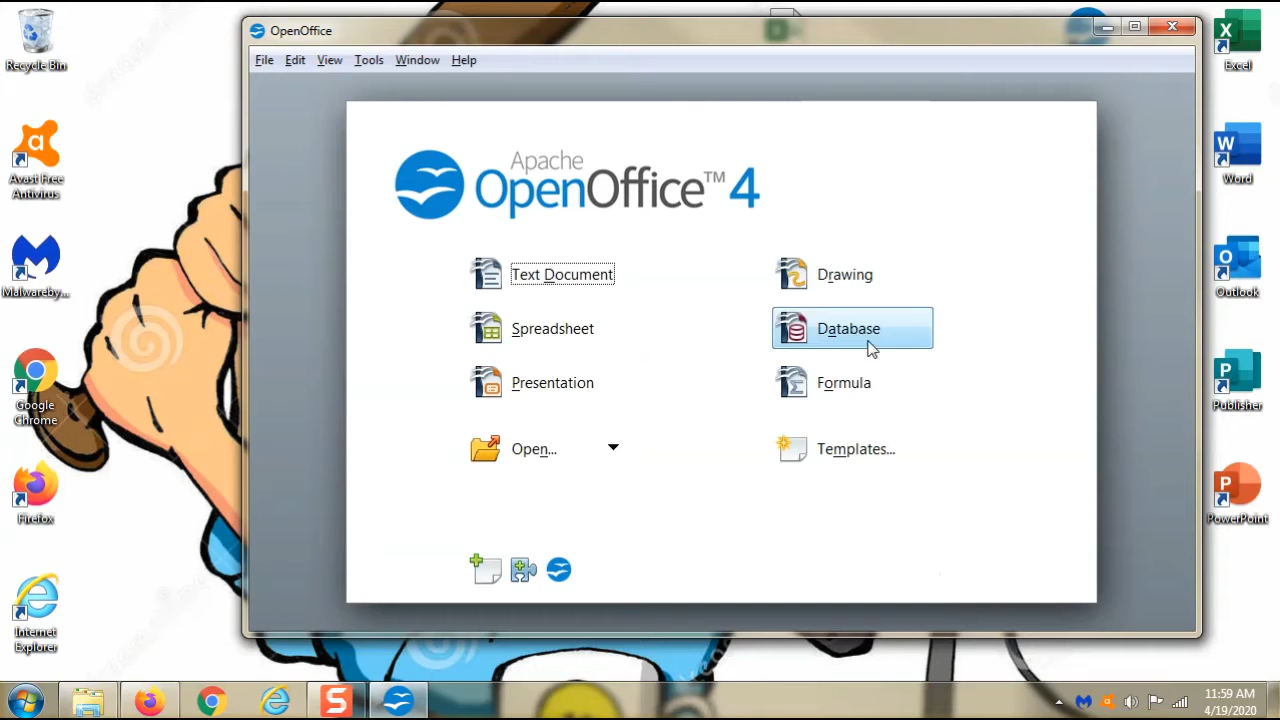 Recycle Bin
Avast Free
Antivirus
Malwareby...
Google
Chrome
Firefox
Internet
Explorer
OpenOffice
File Edit View Tools Window Help
Apache
OpenOffice™ 4
Text Document
Drawing
Spreadsheet
Database
Presentation
Formula
Open...
Templates...
X
Excel
W
Word
O
Outlook
P
Publisher
P
PowerPoint
S
11:59 AM
4/19/2020